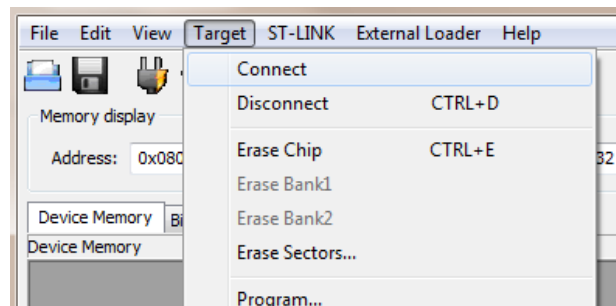 File Edit View Target ST-LINK External Loader Help
Connect
Memory display
Disconnect CTRL+D
Address: 0x080
Erase Chip CTRL+E
32
Erase Bank1
Device Memory Bi
Erase Bank2
Device Memory
Erase Sectors...
Program...